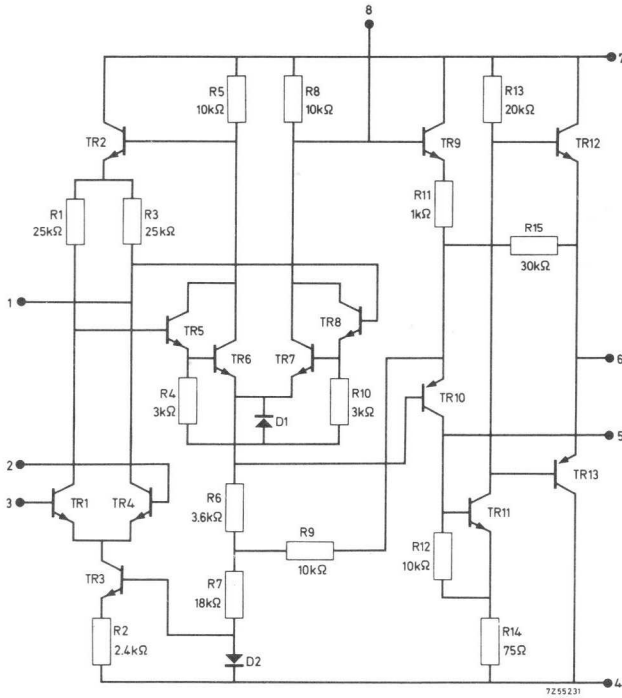 8
7
R5
10kΩ
R8
10kΩ
R13
20kΩ
TR2
TR9
TR12
R1
25kΩ
R3
25kΩ
R11
1kΩ
R15
30kΩ
1
TR5
TR6
TR7
TR8
6
R4
3kΩ
D1
R10
3kΩ
TR10
5
2
3
TR1
TR4
TR13
R6
3.6kΩ
TR11
R9
10kΩ
R12
10kΩ
TR3
R7
18kΩ
R2
2.4kΩ
D2
R14
75Ω
7Z55231
4